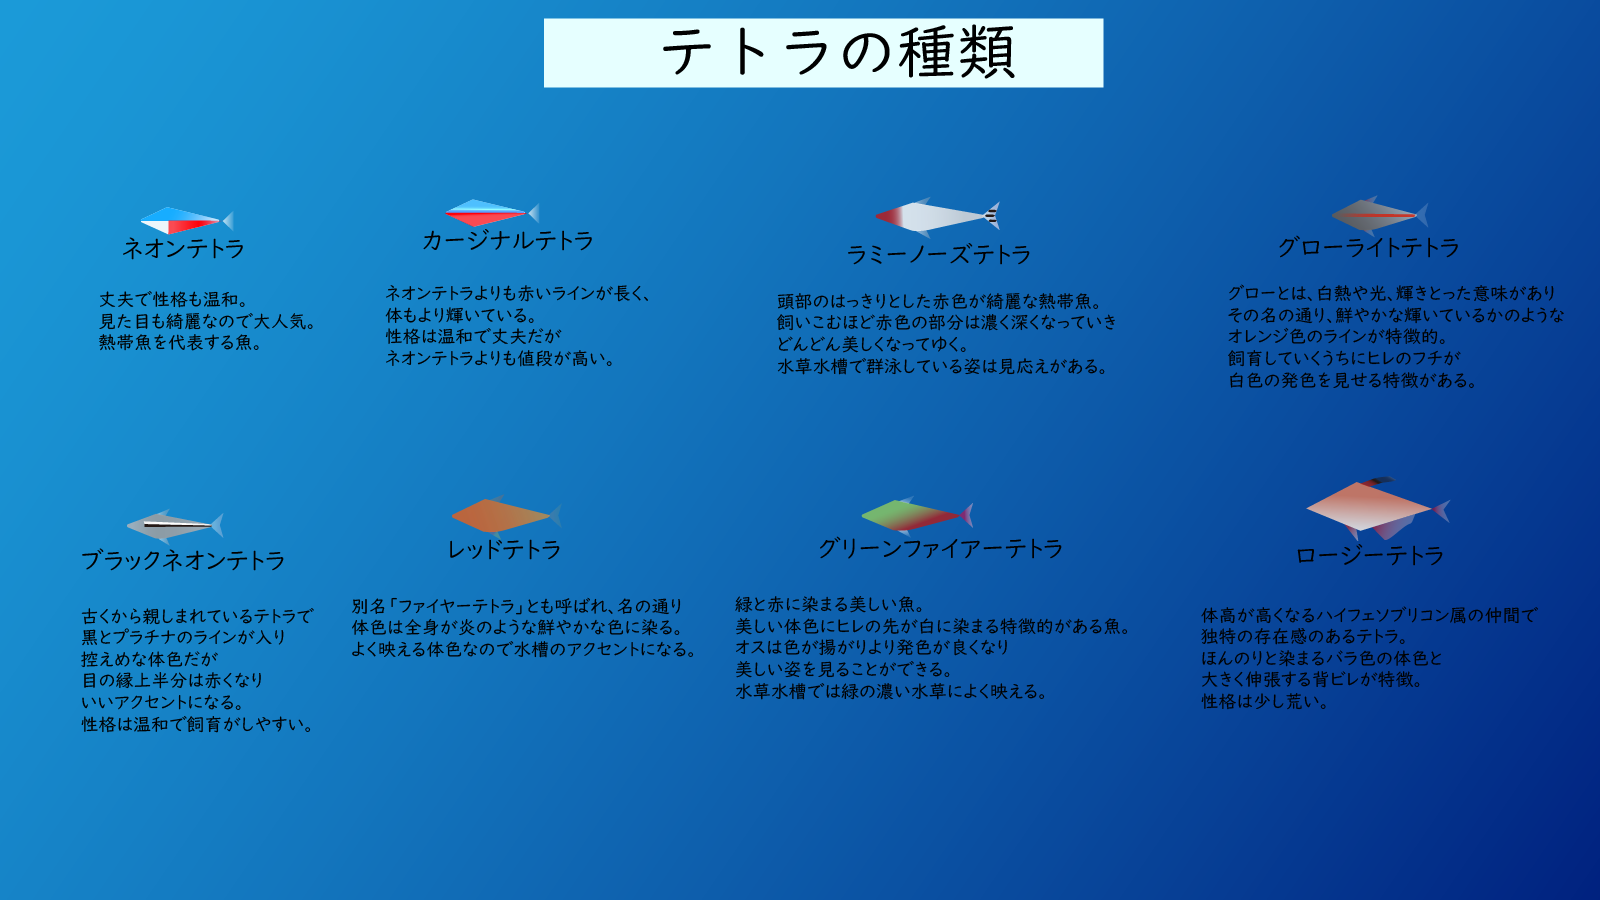 テトラの種類
ネオンテトラ
丈夫で性格も温和。
見た目も綺麗なので大人気。
熱帯魚を代表する魚。
カージナルテトラ
ネオンテトラよりも赤いラインが長く、
体もより輝いている。
性格は温和で丈夫だが
ネオンテトラよりも値段が高い。
ラミーノーズテトラ
頭部のはっきりとした赤色が綺麗な熱帯魚。
飼いこむほど赤色の部分は濃く深くなっていき
どんどん美しくなってゆく。
水草水槽で群泳している姿は見応えがある。
グローライトテトラ
グローとは、白熱や光、輝きとった意味があり
その名の通り、鮮やかな輝いているかのような
オレンジ色のラインが特徴的。
飼育していくうちにヒレのフチが
白色の発色を見せる特徴がある。
ブラックネオンテトラ
古くから親しまれているテトラで
黒とプラチナのラインが入り
控えめな体色だが
目の縁上半分は赤くなり
いいアクセントになる。
性格は温和で飼育がしやすい。
レッドテトラ
別名「ファイヤーテトラ」とも呼ばれ、名の通り
体色は全身が炎のような鮮やかな色に染る。
よく映える体色なので水槽のアクセントになる。
グリーンファイアーテトラ
緑と赤に染まる美しい魚。
美しい体色にヒレの先が白に染まる特徴的がある魚。
オスは色が揚がりより発色が良くなり
美しい姿を見ることができる。
水草水槽では緑の濃い水草によく映える。
ロージーテトラ
体高が高くなるハイフェソブリコン属の仲間で
独特の存在感のあるテトラ。
ほんのりと染まるバラ色の体色と
大きく伸張する背ビレが特徴。
性格は少し荒い。